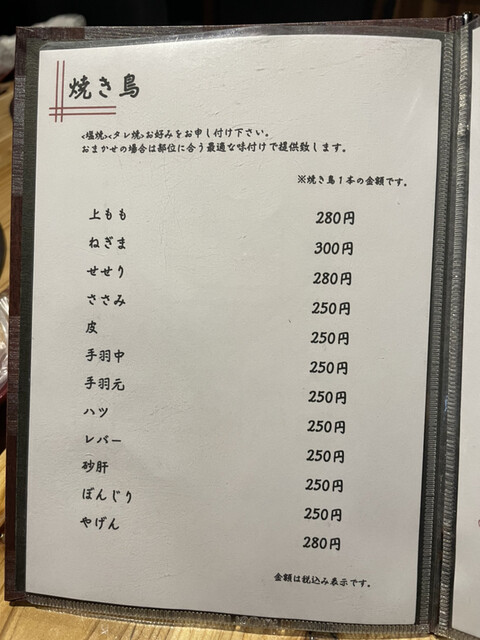 焼き鳥
<塩焼><タレ焼>お好みをお申し付け下さい。
おまかせの場合は部位に合う最適な味付けで提供致します。
※焼き鳥1本の金額です。
上もも 280円
ねぎま 300円
せせり 280円
ささみ 250円
皮 250円
手羽中 250円
手羽元 250円
ハツ 250円
レバー 250円
砂肝 250円
ぼんじり 250円
やげん 280円
金額は税込み表示です。